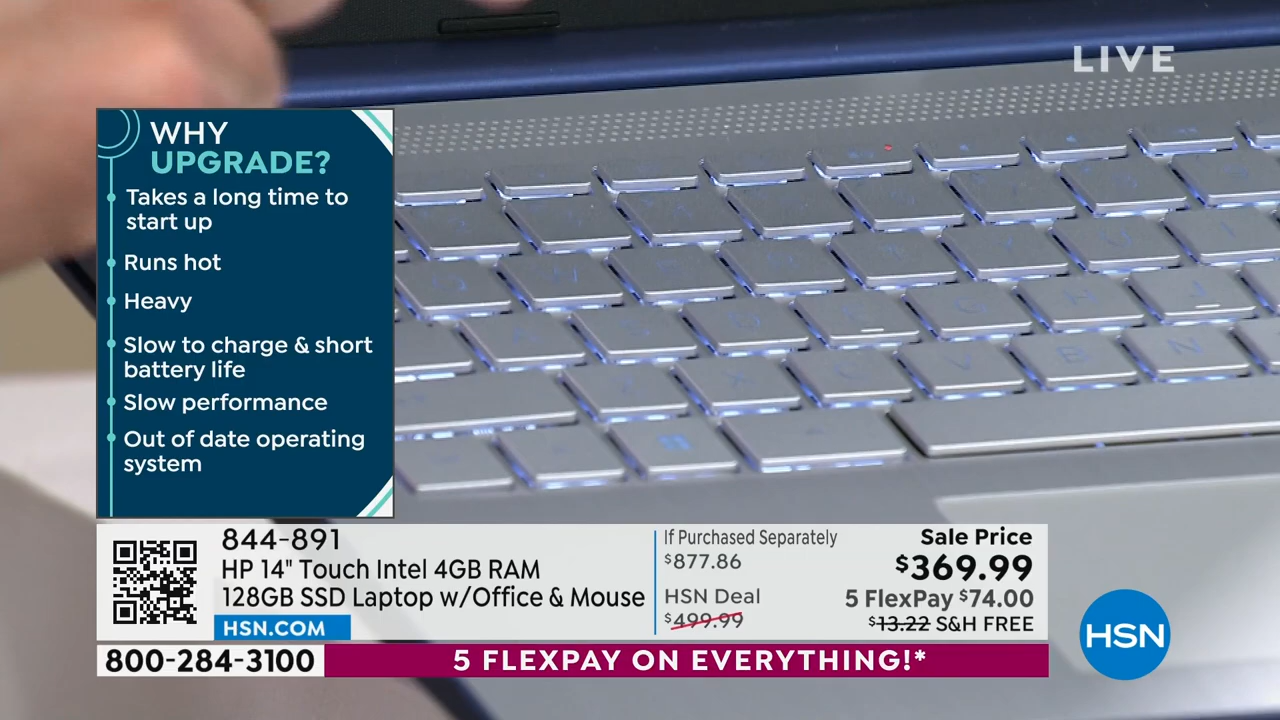 LIVE
WHY
UPGRADE?
Takes a long time to
start up
Runs hot
Heavy
Slow to charge & short
battery life
Slow performance
Out of date operating
system
844-891
HP 14" Touch Intel 4GB RAM
128GB SSD Laptop w/Office & Mouse
HSN.COM
If Purchased Separately
$877.86
HSN Deal
$499.99
Sale Price
$369.99
5 FlexPay $74.00
$13.22 S&H FREE
HSN
800-284-3100
5 FLEXPAY ON EVERYTHING!*